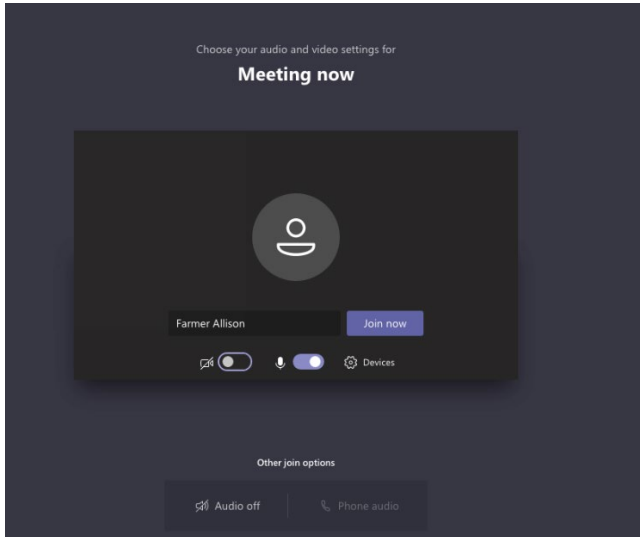 Choose your audio and video settings for
Meeting now
Farmer Allison
Join now
Devices
Other join options
Audio off
Phone audio